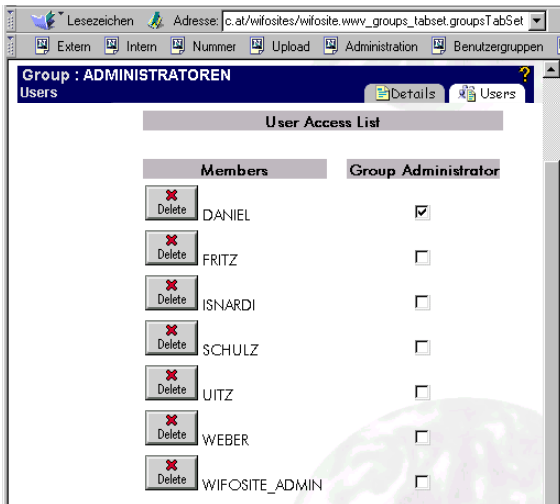 Lesezeichen Adresse: c.at/wifosites/wifosite.wwv_groups_tabset.groupsTabSet
Extern Intern Nummer Upload Administration Benutzergruppen
Group : ADMINISTRATOREN ?
Users Details Users
User Access List
Members Group Administrator
Delete DANIEL
Delete FRITZ
Delete ISNARDI
Delete SCHULZ
Delete UITZ
Delete WEBER
Delete WIFOSITE_ADMIN